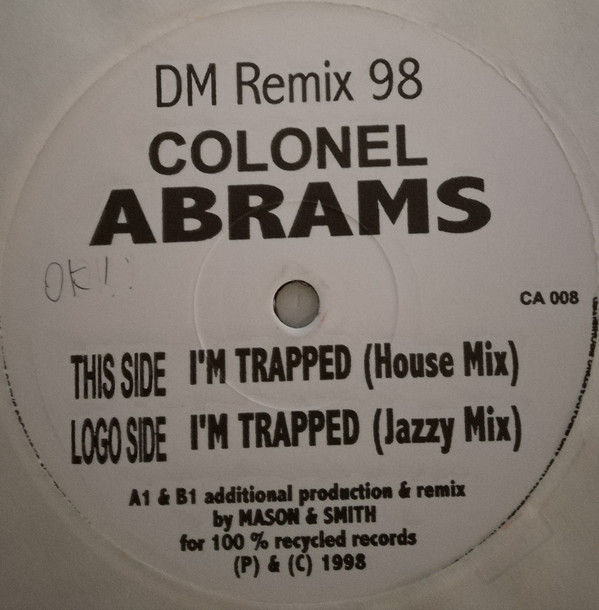 DM Remix 98
COLONEL
ABRAMS
OK!!
CA 008
THIS SIDE I'M TRAPPED (House Mix)
LOGO SIDE I'M TRAPPED (Jazzy Mix)
A1 & B1 additional production & remix
by MASON & SMITH
for 100 % recycled records
(P) & (C) 1998